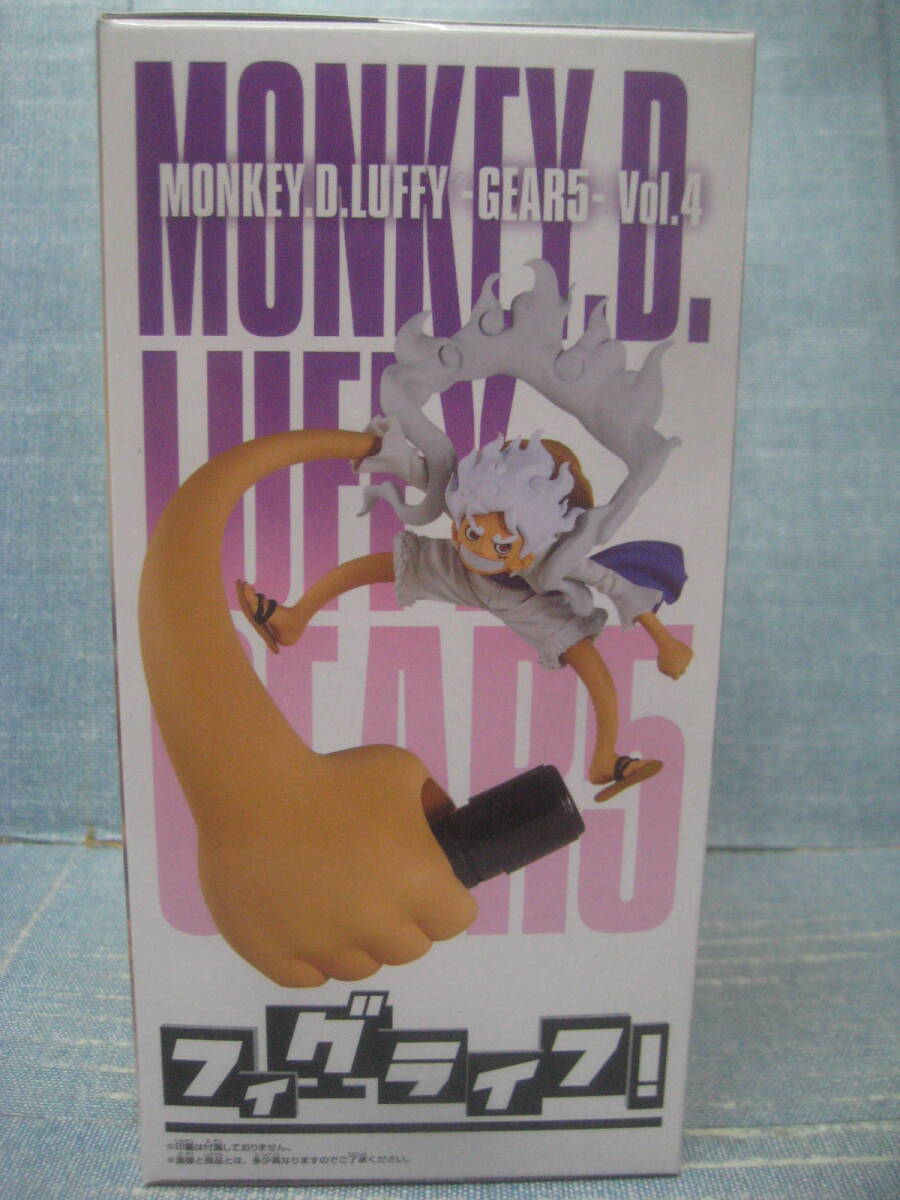 MONKEY.D.
MONKEY.D.LUFFY -GEAR5- Vol.4
LUFFY
GEAR5
フィグライフ!
※印鑑は付属しておりません。
※画像と商品とは、多少異なりますのでご了承ください。